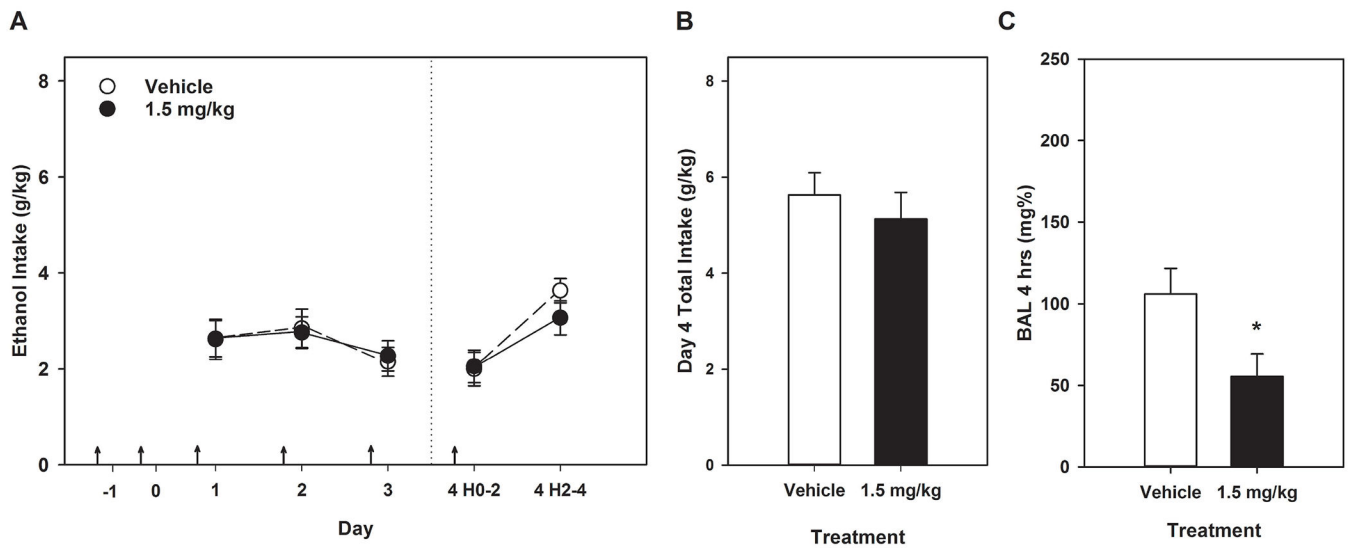 A
Vehicle
1.5 mg/kg
Ethanol Intake (g/kg)
8
6
4
2
0
-1 0 1 2 3 4 H0-2 4 H2-4
Day
B
Day 4 Total Intake (g/kg)
8
6
4
2
0
Vehicle 1.5 mg/kg
Treatment
C
BAL 4 hrs (mg%)
250
200
150
100
50
0
*
Vehicle 1.5 mg/kg
Treatment